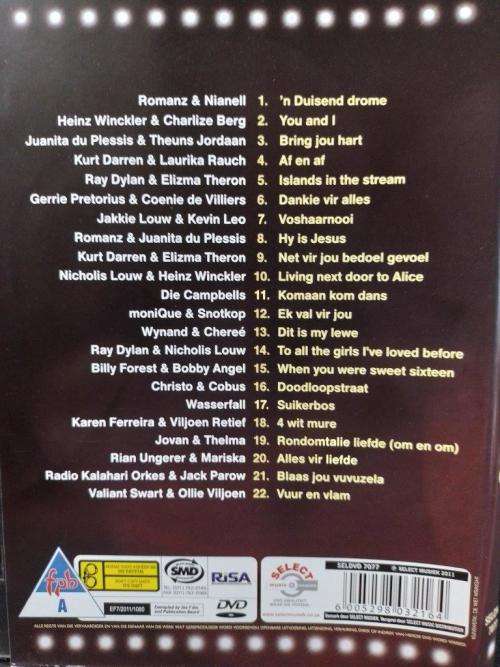 Romanz & Nianell 1. 'n Duisend drome
Heinz Winckler & Charlize Berg 2. You and I
Juanita du Plessis & Theuns Jordaan 3. Bring jou hart
Kurt Darren & Laurika Rauch 4. Af en af
Ray Dylan & Elizma Theron 5. Islands in the stream
Gerrie Pretorius & Coenie de Villiers 6. Dankie vir alles
Jakkie Louw & Kevin Leo 7. Voshaarnooi
Romanz & Juanita du Plessis 8. Hy is Jesus
Kurt Darren & Elizma Theron 9. Net vir jou bedoel gevoel
Nicholis Louw & Heinz Winckler 10. Living next door to Alice
Die Campbells 11. Komaan kom dans
moniQue & Snotkop 12. Ek val vir jou
Wynand & Chereé 13. Dit is my lewe
Ray Dylan & Nicholis Louw 14. To all the girls I've loved before
Billy Forest & Bobby Angel 15. When you were sweet sixteen
Christo & Cobus 16. Doodloopstraat
Wasserfall 17. Suikerbos
Karen Ferreira & Viljoen Retief 18. 4 wit mure
Jovan & Thelma 19. Rondomtalie liefde (om en om)
Rian Ungerer & Mariska 20. Alles vir liefde
Radio Kalahari Orkes & Jack Parow 21. Blaas jou vuvuzela
Valiant Swart & Ollie Viljoen 22. Vuur en vlam
fpb
A
EP7/2011/1080
SMD
RiSA
DVD
SELECT
SELDVD 7077 © SELECT MUSIEK 2011
6 005298 032164